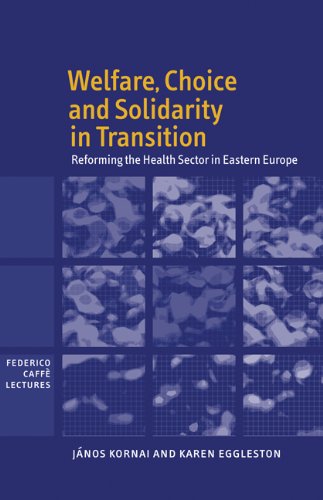 Welfare, Choice
and Solidarity
in Transition
Reforming the Health Sector in Eastern Europe
FEDERICO
CAFFÈ
LECTURES
JÁNOS KORNAI AND KAREN EGGLESTON